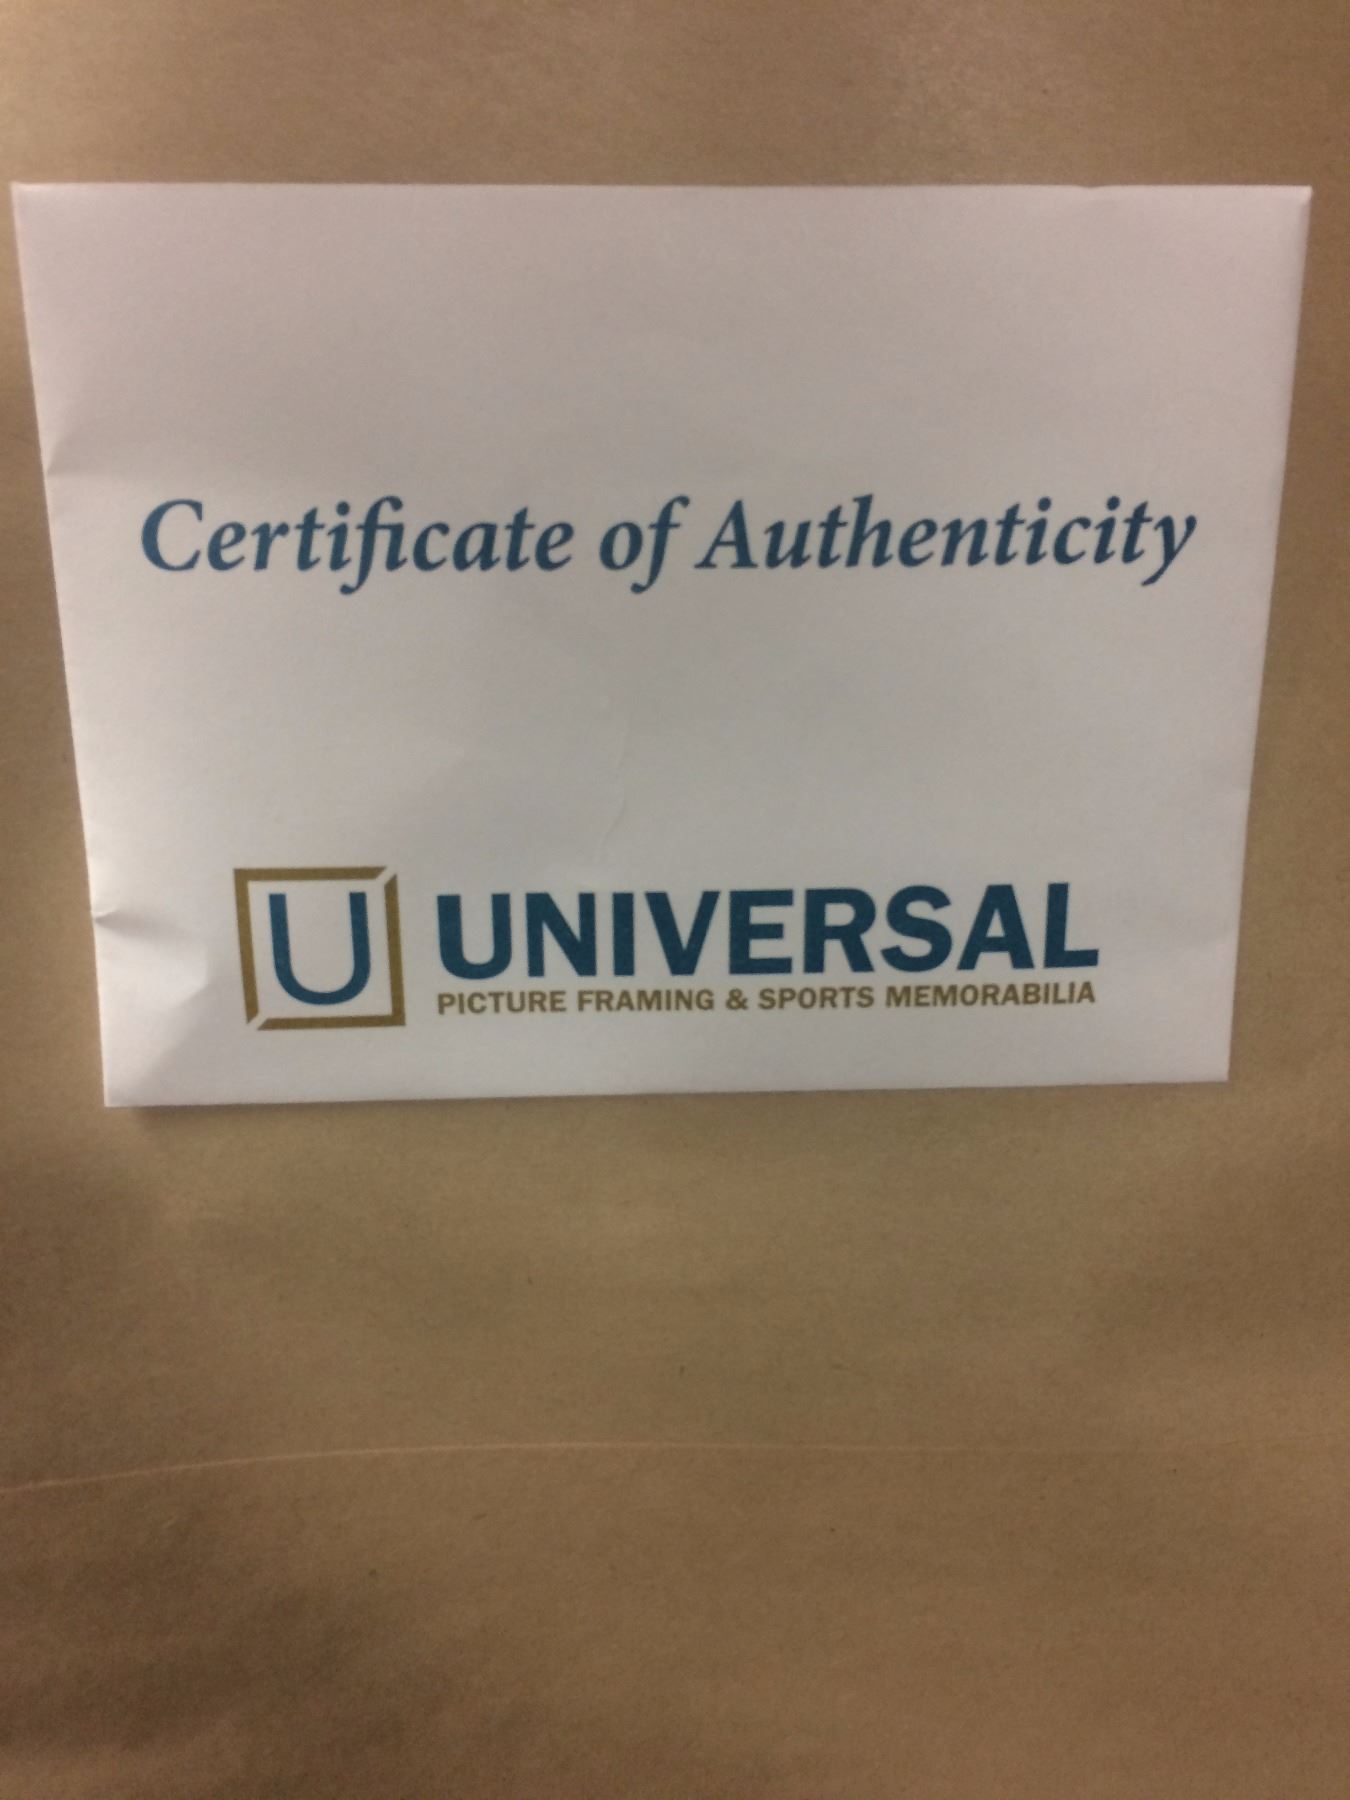 Certificate of Authenticity
U UNIVERSAL
PICTURE FRAMING & SPORTS MEMORABILIA